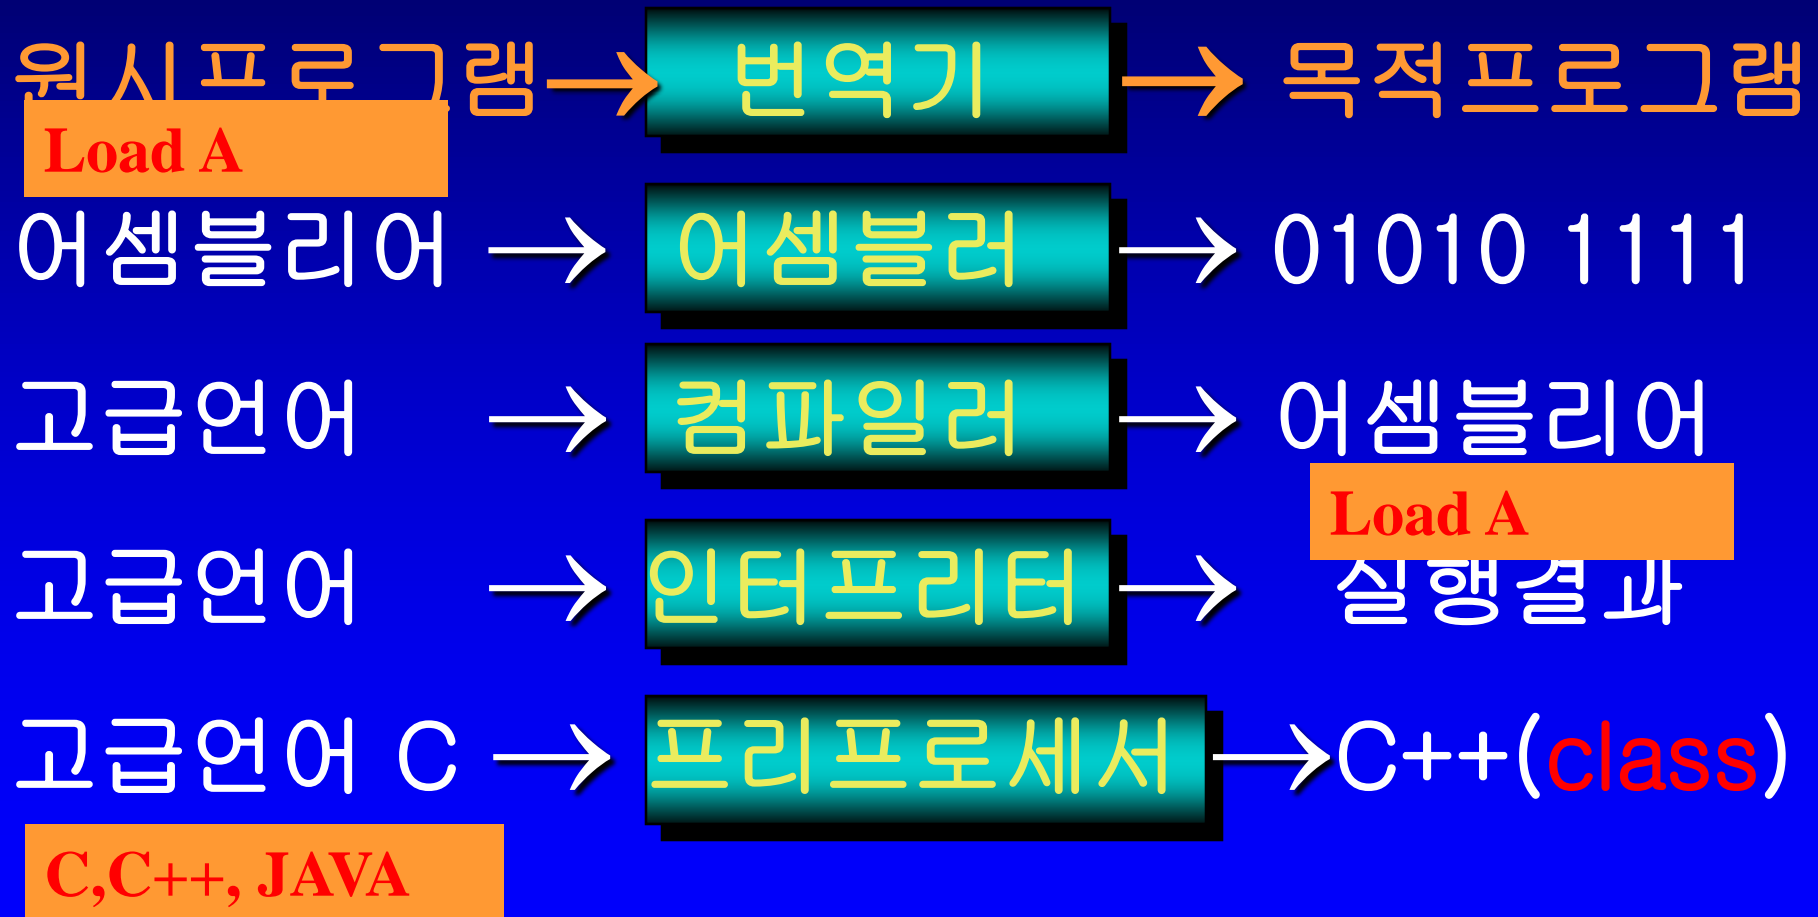 원시프로그램 → 번역기 → 목적프로그램
Load A
어셈블리어 → 어셈블러 → 01010 1111
고급언어 → 컴파일러 → 어셈블리어
Load A
고급언어 → 인터프리터 → 실행결과
고급언어 C → 프리프로세서 → C++(class)
C,C++, JAVA